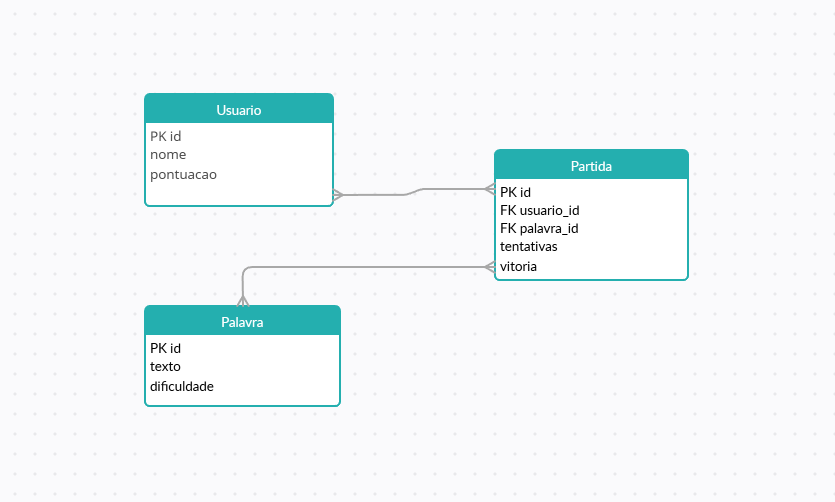 Usuario
PK id
nome
pontuacao
Partida
PK id
FK usuario_id
FK palavra_id
tentativas
vitoria
Palavra
PK id
texto
dificuldade